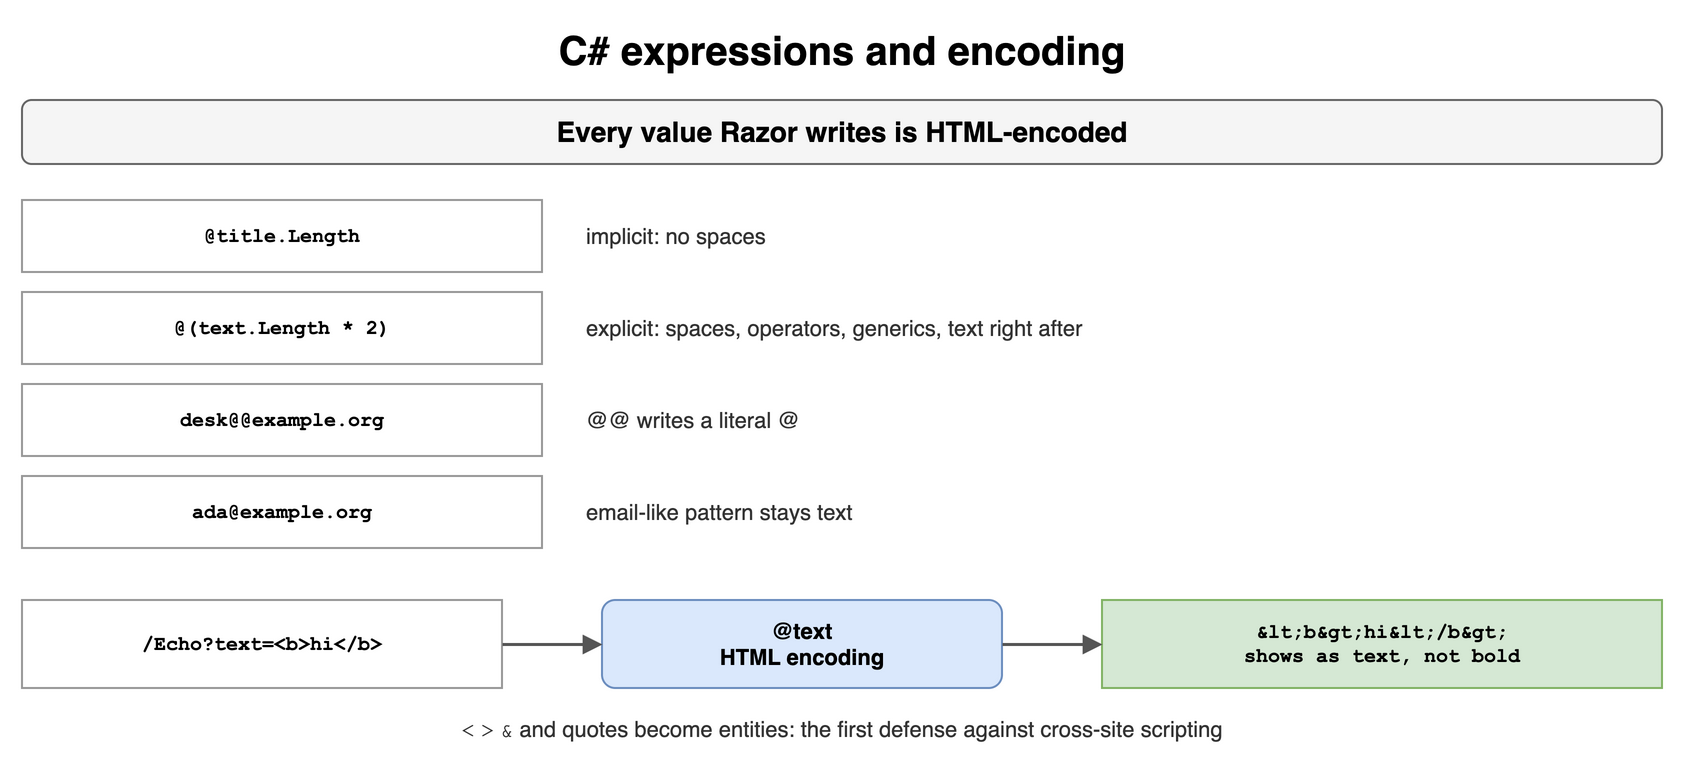 C# expressions and encoding
Every value Razor writes is HTML-encoded
@title.Length
implicit: no spaces
@(text.Length * 2)
explicit: spaces, operators, generics, text right after
desk@@example.org
@@ writes a literal @
ada@example.org
email-like pattern stays text
/Echo?text=<b>hi</b>
@text
HTML encoding
&lt;b&gt;hi&lt;/b&gt;
shows as text, not bold
< > & and quotes become entities: the first defense against cross-site scripting